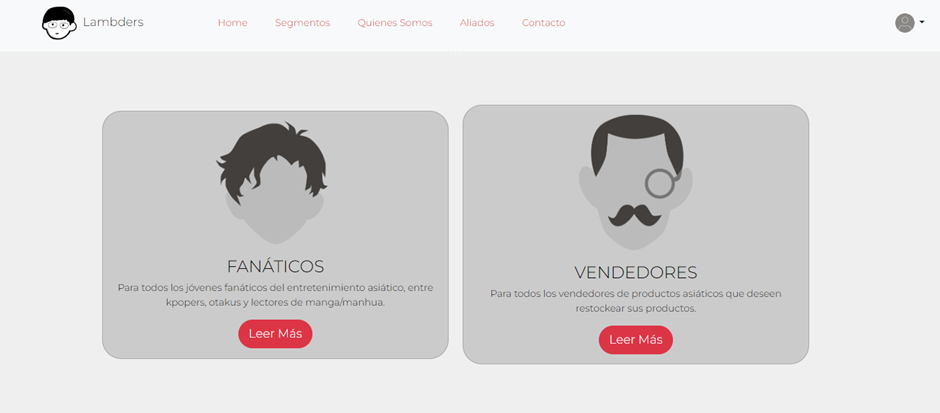 Lambders
Home
Segmentos
Quienes Somos
Aliados
Contacto
FANÁTICOS
Para todos los jóvenes fanáticos del entretenimiento asiático, entre
kpopers, otakus y lectores de manga/manhua.
Leer Más
VENDEDORES
Para todos los vendedores de productos asiáticos que deseen
restockear sus productos.
Leer Más